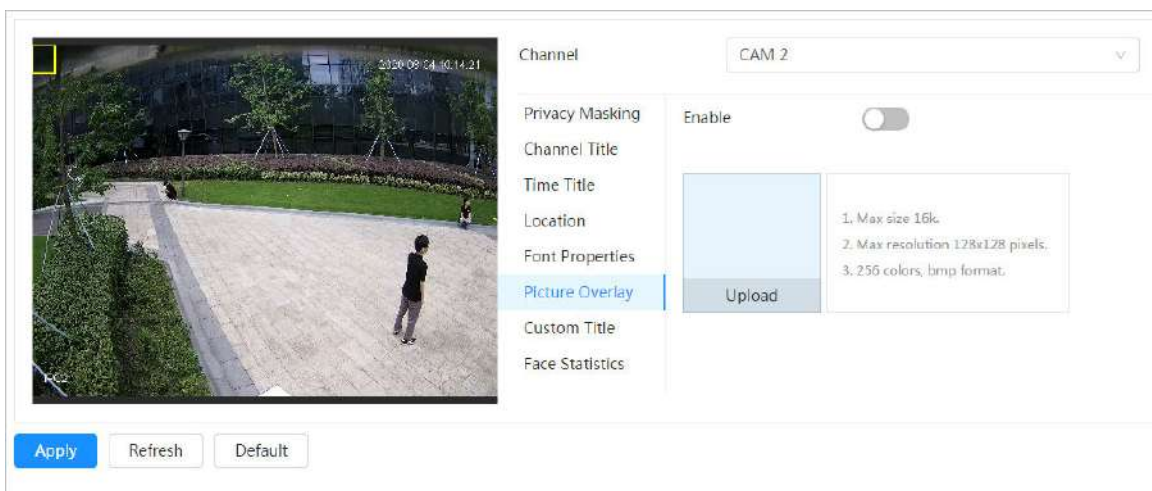 2020-09-04 10:14:21
IPC2
Channel
CAM 2
Privacy Masking
Channel Title
Time Title
Location
Font Properties
Picture Overlay
Custom Title
Face Statistics
Enable
Upload
1. Max size 16k.
2. Max resolution 128x128 pixels.
3. 256 colors, bmp format.
Apply
Refresh
Default